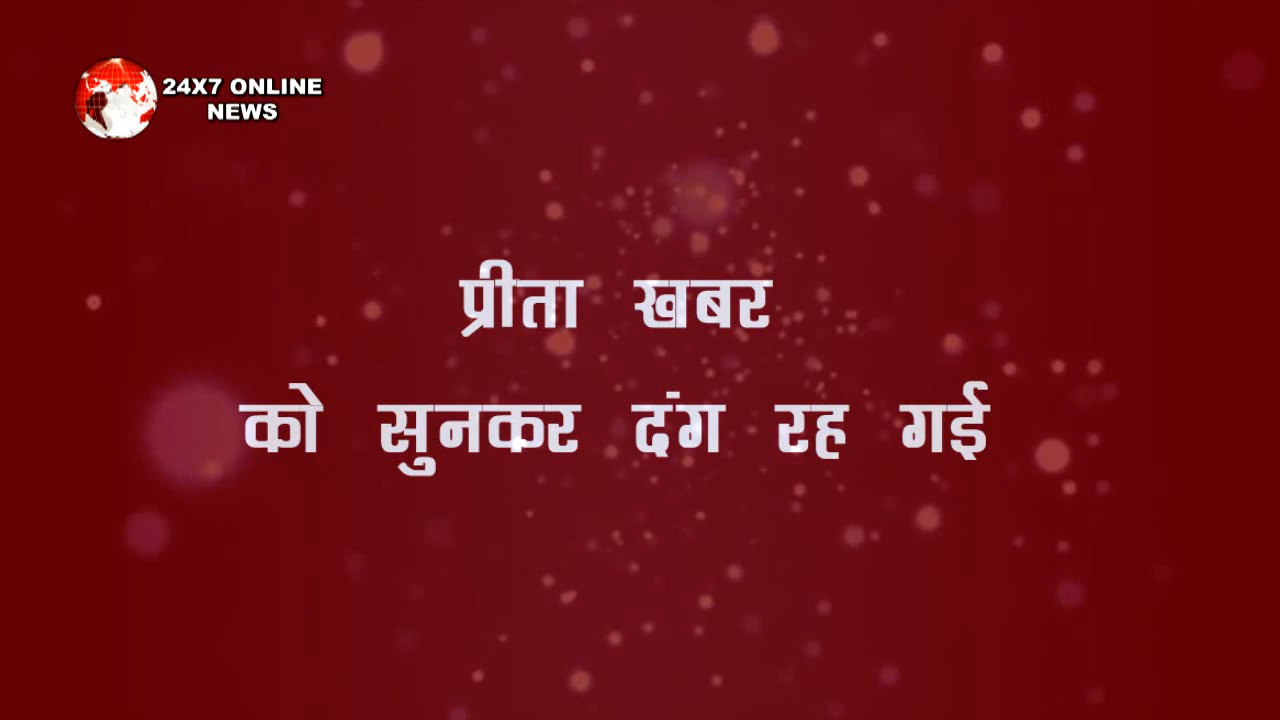 24X7 ONLINE
NEWS
प्रीता खबर
को सुनकर दंग रह गई